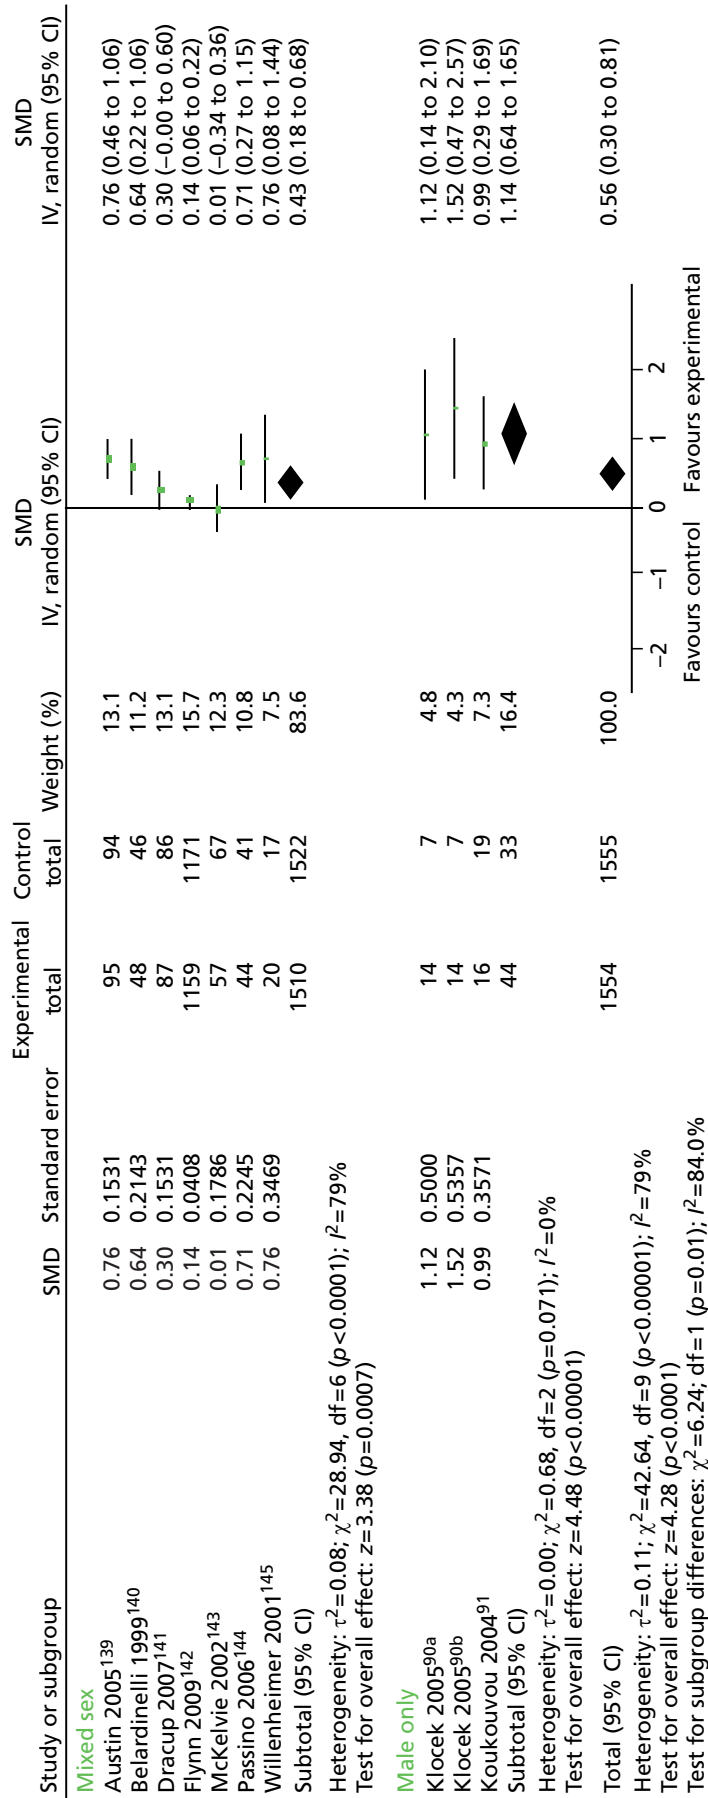 Experimental Control SMD SMD
Study or subgroup SMD Standard error total total Weight (%) IV, random (95% CI) IV, random (95% CI)
Mixed sex
Austin 2005139 0.76 0.1531 95 94 13.1 0.76 (0.46 to 1.06)
Belardinelli 1999140 0.64 0.2143 48 46 11.2 0.64 (0.22 to 1.06)
Dracup 2007141 0.30 0.1531 87 86 13.1 0.30 (−0.00 to 0.60)
Flynn 2009142 0.14 0.0408 1159 1171 15.7 0.14 (0.06 to 0.22)
McKelvie 2002143 0.01 0.1786 57 67 12.3 0.01 (−0.34 to 0.36)
Passino 2006144 0.71 0.2245 44 41 10.8 0.71 (0.27 to 1.15)
Willenheimer 2001145 0.76 0.3469 20 17 7.5 0.76 (0.08 to 1.44)
Subtotal (95% CI) 1510 1522 83.6 0.43 (0.18 to 0.68)
Heterogeneity: τ2=0.08; χ2=28.94, df=6 (p<0.0001); I2=79%
Test for overall effect: z=3.38 (p=0.0007)
Male only
Klocek 200590a 1.12 0.5000 14 7 4.8 1.12 (0.14 to 2.10)
Klocek 200590b 1.52 0.5357 14 7 4.3 1.52 (0.47 to 2.57)
Koukouvou 200491 0.99 0.3571 16 19 7.3 0.99 (0.29 to 1.69)
Subtotal (95% CI) 44 33 16.4 1.14 (0.64 to 1.65)
Heterogeneity: τ2=0.00; χ2=0.68, df=2 (p=0.071); I2=0%
Test for overall effect: z=4.48 (p<0.00001)
Total (95% CI) 1554 1555 100.0 0.56 (0.30 to 0.81)
Heterogeneity: τ2=0.11; χ2=42.64, df=9 (p<0.00001); I2=79%
Test for overall effect: z=4.28 (p<0.0001)
Test for subgroup differences: χ2=6.24; df=1 (p=0.01); I2=84.0%
−2 −1 0 1 2
Favours control Favours experimental